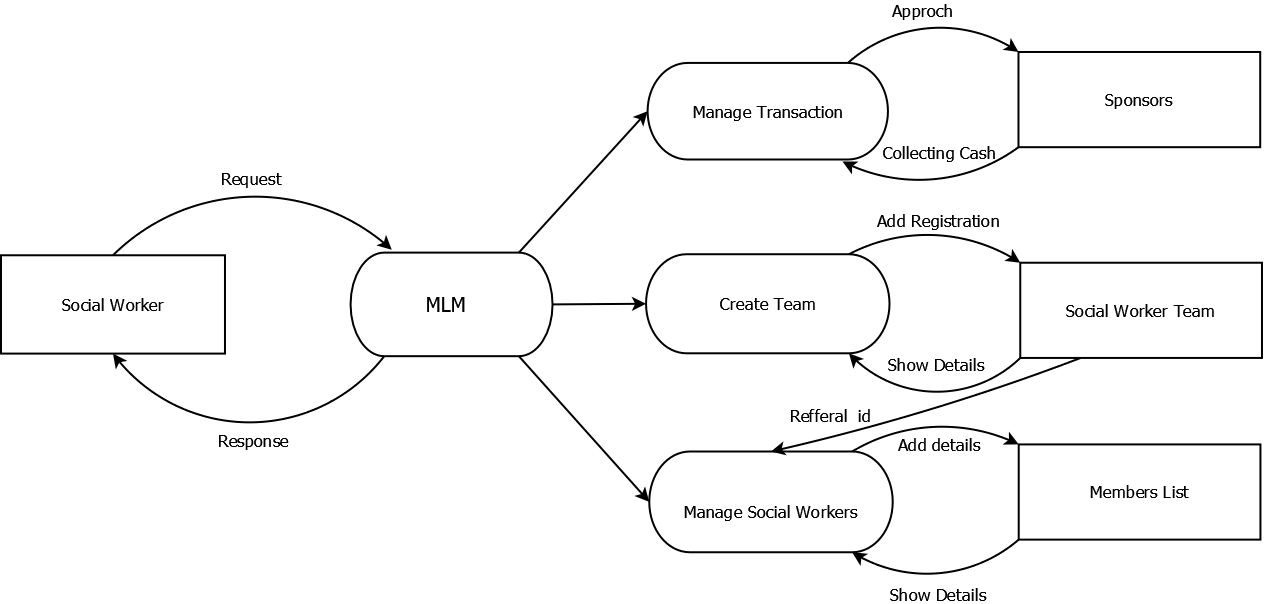 Approch
Manage Transaction
Sponsors
Collecting Cash
Request
Add Registration
Social Worker
MLM
Create Team
Social Worker Team
Show Details
Refferal id
Response
Add details
Manage Social Workers
Members List
Show Details